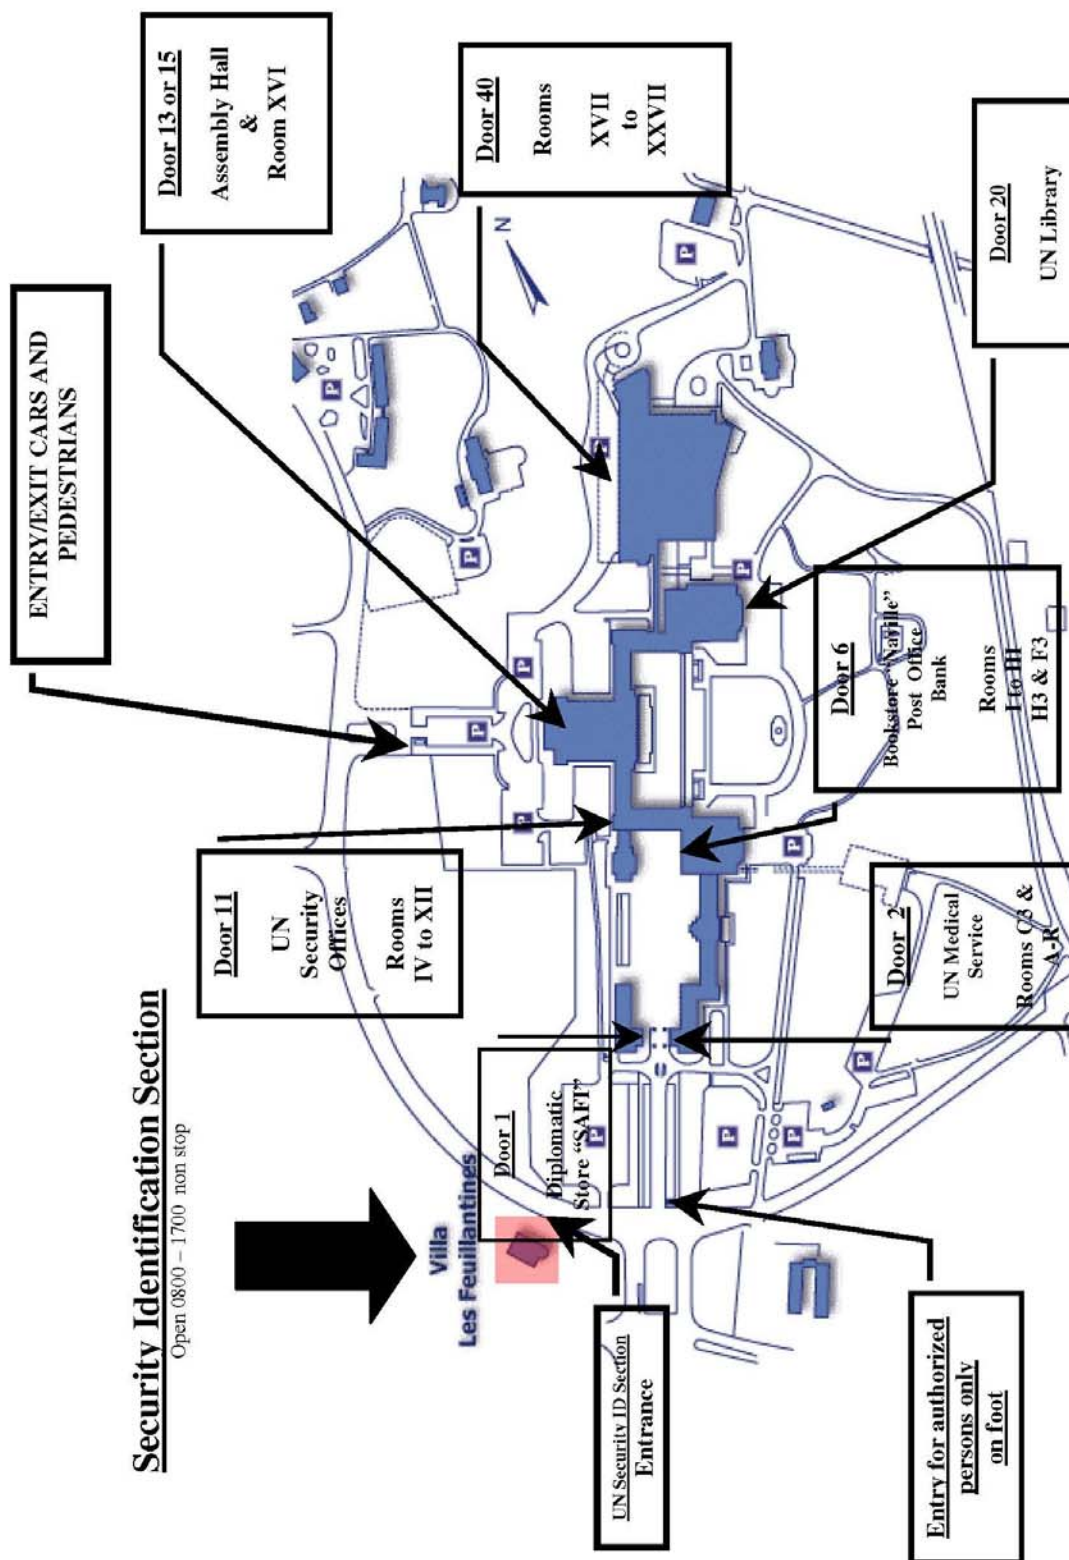 Security Identification Section
Open 0800 – 1700 non stop
ENTRY/EXIT CARS AND
PEDESTRIANS
Door 13 or 15
Assembly Hall
&
Room XVI
Door 11
UN
Security
Offices
Rooms
IV to XII
Door 40
Rooms
XVII
to
XXVII
N
Villa
Les Feuillantines
Door 1
Diplomatic
Store “SAFI”
UN Security ID Section
Entrance
Door 6
Bookstore “Naville”
Post Office
Bank
Rooms
I to III
H3 & F3
Door 2
UN Medical
Service
Rooms C3 &
A-R
Door 20
UN Library
Entry for authorized
persons only
on foot
P
P
P
P
P
P
P
P
P
P
P
P
P